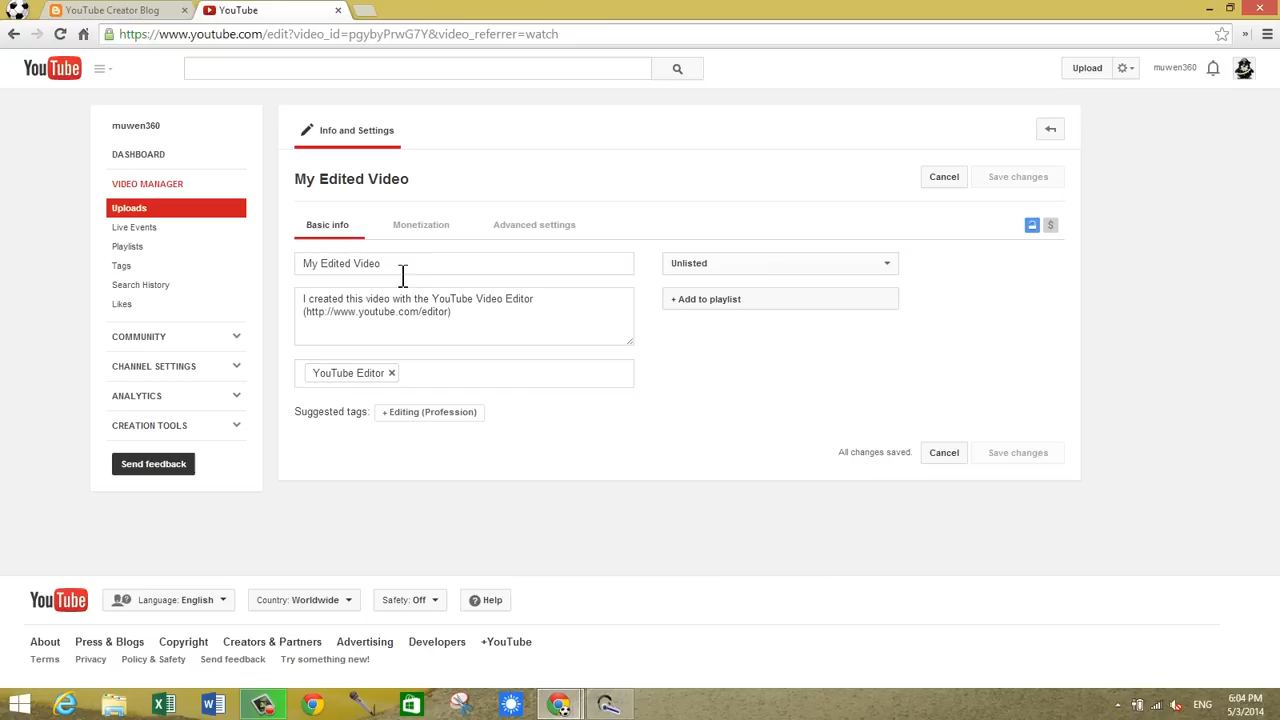 YouTube Creator Blog
YouTube
https://www.youtube.com/edit?video_id=pgybyPrwG7Y&video_referrer=watch
YouTube
Upload
muwen360
muwen360
DASHBOARD
VIDEO MANAGER
Uploads
Live Events
Playlists
Tags
Search History
Likes
COMMUNITY
CHANNEL SETTINGS
ANALYTICS
CREATION TOOLS
Send feedback
Info and Settings
My Edited Video
Cancel
Save changes
Basic info
Monetization
Advanced settings
$
My Edited Video
Unlisted
I created this video with the YouTube Video Editor
(http://www.youtube.com/editor)
+ Add to playlist
YouTube Editor
Suggested tags:
+ Editing (Profession)
All changes saved.
Cancel
Save changes
YouTube
Language: English
Country: Worldwide
Safety: Off
Help
About
Press & Blogs
Copyright
Creators & Partners
Advertising
Developers
+YouTube
Terms
Privacy
Policy & Safety
Send feedback
Try something new!
ENG
6:04 PM
5/3/2014